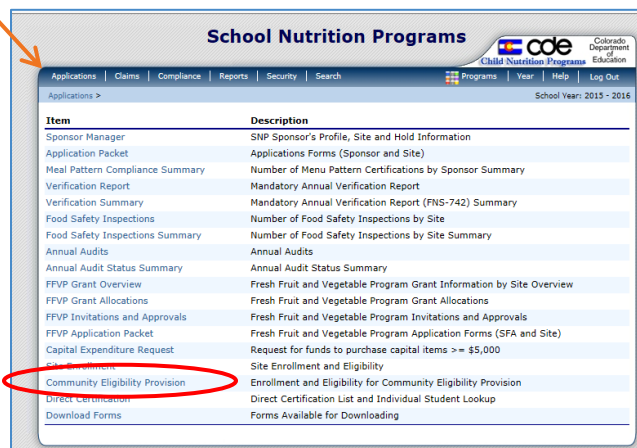 School Nutrition Programs
cde
Colorado
Department
of
Education
Child Nutrition Programs
Applications | Claims | Compliance | Reports | Security | Search Programs | Year | Help | Log Out
Applications > School Year: 2015 - 2016
Item Description
Sponsor Manager SNP Sponsor's Profile, Site and Hold Information
Application Packet Applications Forms (Sponsor and Site)
Meal Pattern Compliance Summary Number of Menu Pattern Certifications by Sponsor Summary
Verification Report Mandatory Annual Verification Report
Verification Summary Mandatory Annual Verification Report (FNS-742) Summary
Food Safety Inspections Number of Food Safety Inspections by Site
Food Safety Inspections Summary Number of Food Safety Inspections by Site Summary
Annual Audits Annual Audits
Annual Audit Status Summary Annual Audit Status Summary
FFVP Grant Overview Fresh Fruit and Vegetable Program Grant Information by Site Overview
FFVP Grant Allocations Fresh Fruit and Vegetable Program Grant Allocations
FFVP Invitations and Approvals Fresh Fruit and Vegetable Program Invitations and Approvals
FFVP Application Packet Fresh Fruit and Vegetable Program Application Forms (SFA and Site)
Capital Expenditure Request Request for funds to purchase capital items >= $5,000
Site Enrollment Site Enrollment and Eligibility
Community Eligibility Provision Enrollment and Eligibility for Community Eligibility Provision
Direct Certification Direct Certification List and Individual Student Lookup
Download Forms Forms Available for Downloading